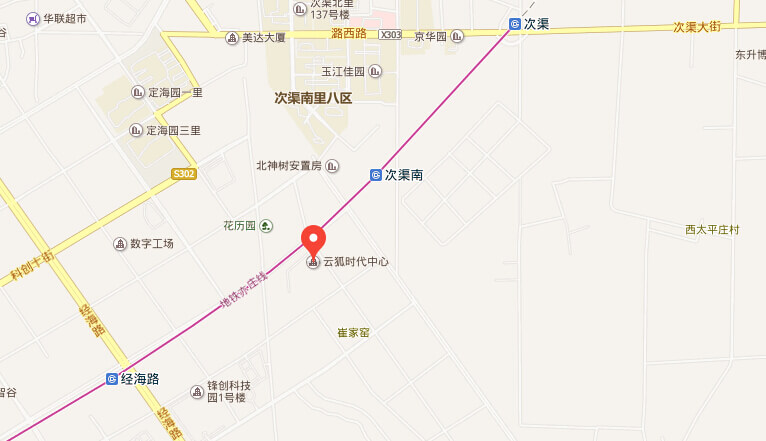 次渠北里
137号楼
华联超市
次渠
次渠大街
潞西路
X303
京华园
美达大厦
东升博
谷
玉江佳园
定海园一里
次渠南里八区
定海园三里
北神树安置房
S302
次渠南
花历园
西太平庄村
数字工场
云狐时代中心
科创十街
地铁亦庄线
经海路
崔家窑
经海路
锋创科技
园1号楼
智谷
经海路